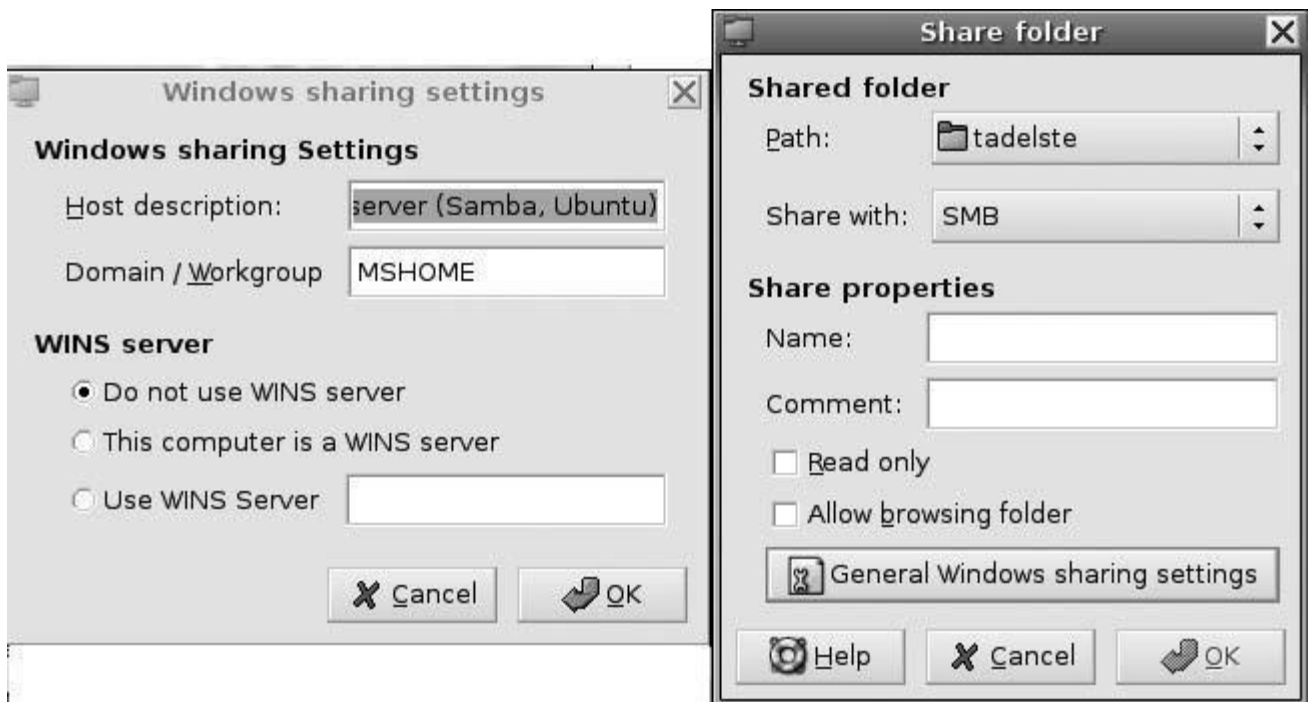 Windows sharing settings
Windows sharing Settings
Host description: server (Samba, Ubuntu)
Domain / Workgroup MSHOME
WINS server
Do not use WINS server
This computer is a WINS server
Use WINS Server
Cancel OK
Share folder
Shared folder
Path: tadelste
Share with: SMB
Share properties
Name:
Comment:
Read only
Allow browsing folder
General Windows sharing settings
Help Cancel OK